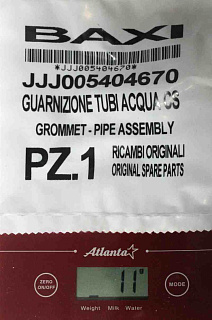 BAXI
*JJJ005404670*
JJJ005404670
GUARNIZIONE TUBI ACQUA CS
GROMMET - PIPE ASSEMBLY
PZ.1
RICAMBI ORIGINALI
ORIGINAL SPARE PARTS
Atlanta
ZERO
ON/OFF
11g
MODE
Weight Milk Water